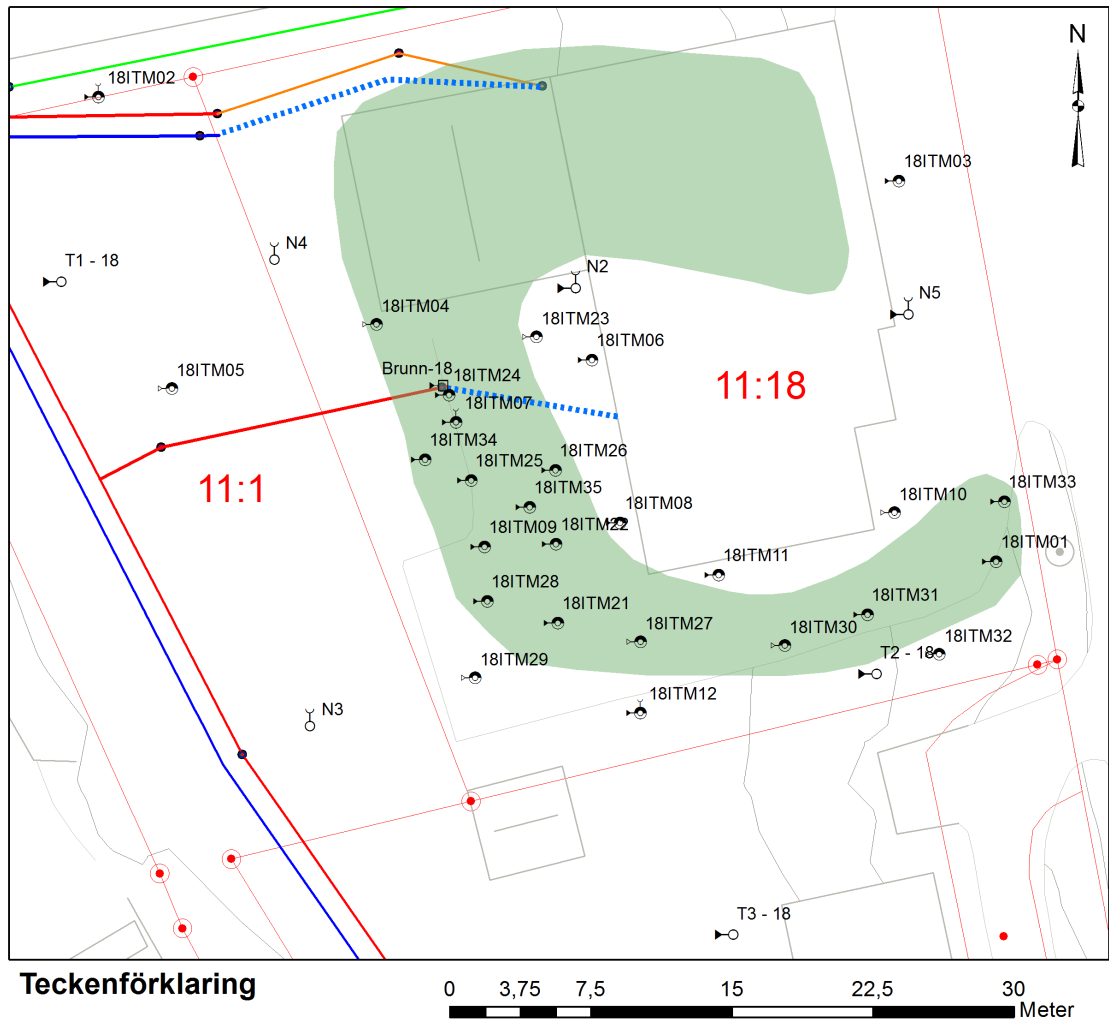 18ITM02
N
18ITM03
N4
T1 - 18
N2
N5
18ITM04
18ITM23
18ITM06
Brunn-18
18ITM24
18ITM05
11:18
18ITM07
18ITM34
18ITM26
18ITM25
11:1
18ITM35
18ITM33
18ITM08
18ITM10
18ITM09
18ITM22
18ITM01
18ITM11
18ITM28
18ITM31
18ITM21
18ITM27
18ITM30
18ITM32
T2 - 18
18ITM29
18ITM12
N3
T3 - 18
Teckenförklaring
0 3,75 7,5 15 22,5 30
Meter